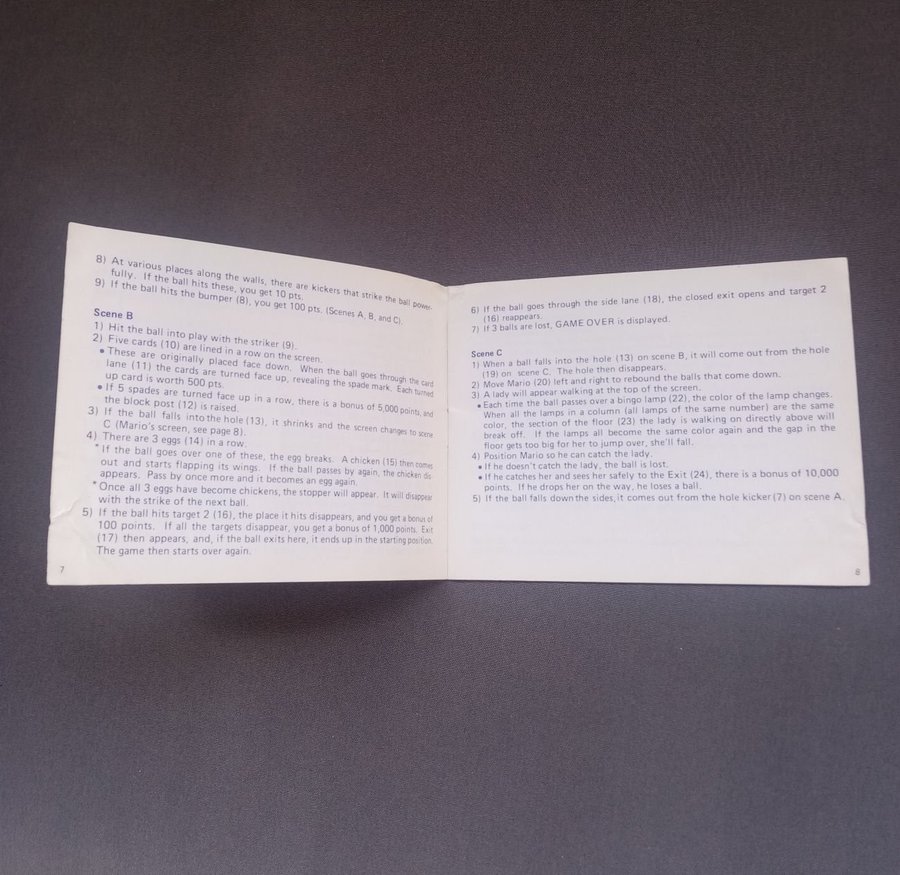 8) At various places along the walls, there are kickers that strike the ball power-
fully. If the ball hits these, you get 10 pts.
9) If the ball hits the bumper (8), you get 100 pts. (Scenes A, B, and C).
Scene B
1) Hit the ball into play with the striker (9).
2) Five cards (10) are lined in a row on the screen.
• These are originally placed face down. When the ball goes through the card
lane (11) the cards are turned face up, revealing the spade mark. Each turned
up card is worth 500 pts.
• If 5 spades are turned face up in a row, there is a bonus of 5,000 points, and
the block post (12) is raised.
3) If the ball falls into the hole (13), it shrinks and the screen changes to scene
C (Mario's screen, see page 8).
4) There are 3 eggs (14) in a row.
* If the ball goes over one of these, the egg breaks. A chicken (15) then comes
out and starts flapping its wings. If the ball passes by again, the chicken dis-
appears. Pass by once more and it becomes an egg again.
* Once all 3 eggs have become chickens, the stopper will appear. It will disappear
with the strike of the next ball.
5) If the ball hits target 2 (16), the place it hits disappears, and you get a bonus of
100 points. If all the targets disappear, you get a bonus of 1,000 points. Exit
(17) then appears, and, if the ball exits here, it ends up in the starting position.
The game then starts over again.
7
6) If the ball goes through the side lane (18), the closed exit opens and target 2
(16) reappears.
7) If 3 balls are lost, GAME OVER is displayed.
Scene C
1) When a ball falls into the hole (13) on scene B, it will come out from the hole
(19) on scene C. The hole then disappears.
2) Move Mario (20) left and right to rebound the balls that come down.
3) A lady will appear walking at the top of the screen.
• Each time the ball passes over a bingo lamp (22), the color of the lamp changes.
When all the lamps in a column (all lamps of the same number) are the same
color, the section of the floor (23) the lady is walking on directly above will
break off. If the lamps all become the same color again and the gap in the
floor gets too big for her to jump over, she'll fall.
4) Position Mario so he can catch the lady.
• If he doesn't catch the lady, the ball is lost.
• If he catches her and sees her safely to the Exit (24), there is a bonus of 10,000
points. If he drops her on the way, he loses a ball.
5) If the ball falls down the sides, it comes out from the hole kicker (7) on scene A.
8